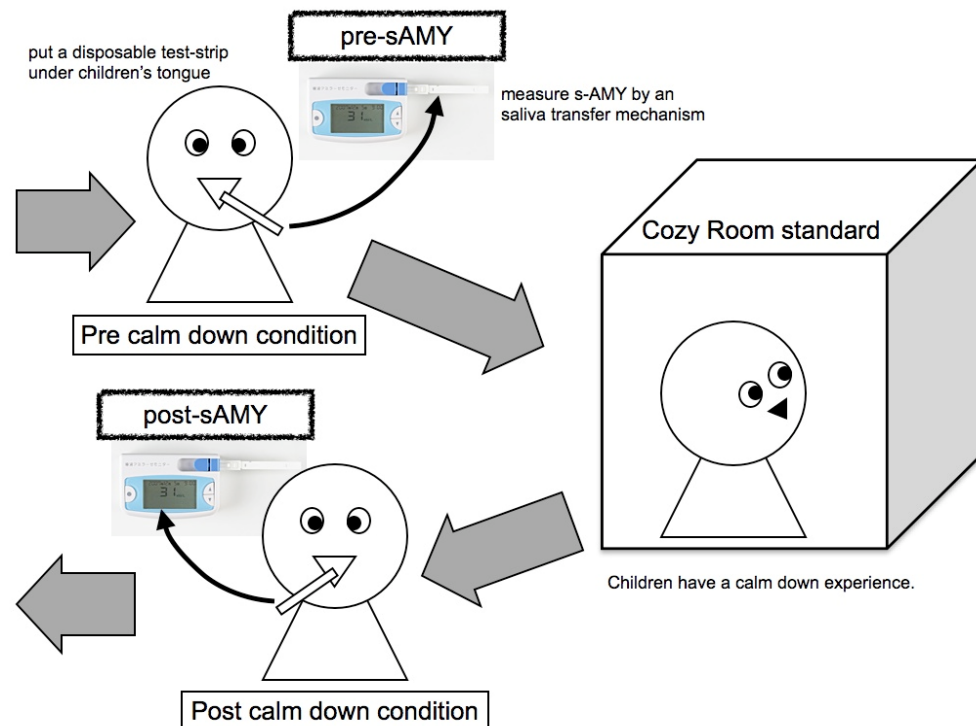 pre-sAMY
put a disposable test-strip
under children's tongue
31
measure s-AMY by an
saliva transfer mechanism
Pre calm down condition
Cozy Room standard
Children have a calm down experience.
post-sAMY
31
Post calm down condition